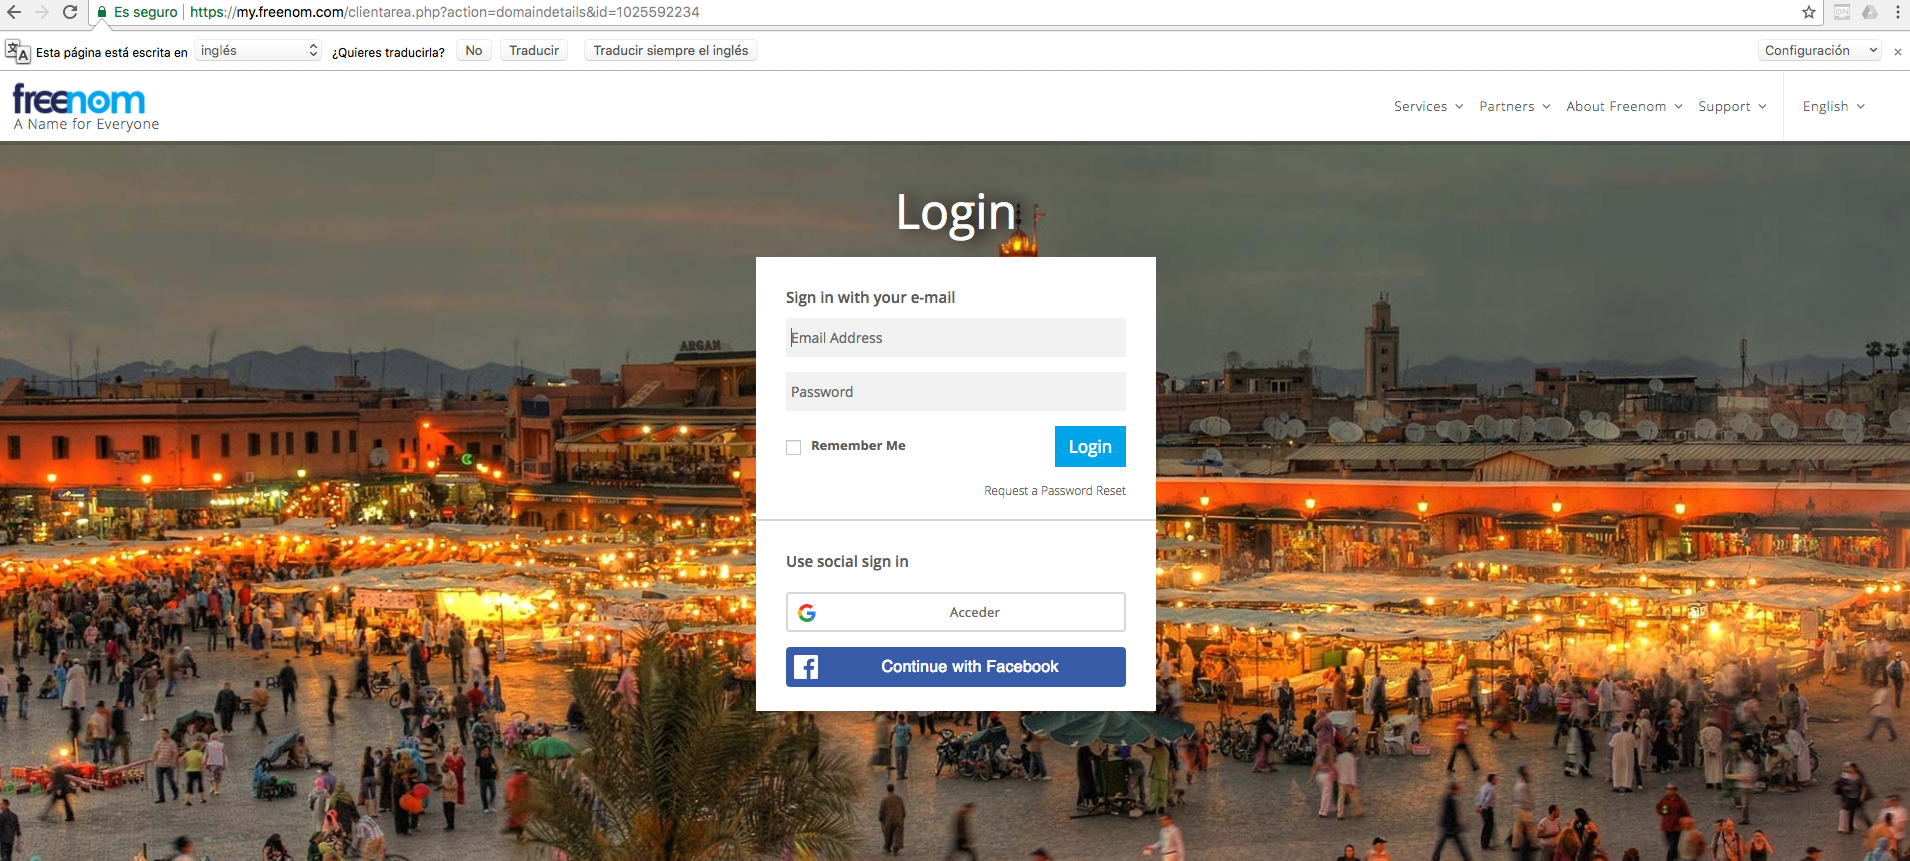 Es seguro https://my.freenom.com/clientarea.php?action=domaindetails&id=1025592234
Esta página está escrita en inglés ¿Quieres traducirla? No Traducir Traducir siempre el inglés Configuración
freenom
A Name for Everyone
Services Partners About Freenom Support English
Login
Sign in with your e-mail
Email Address
Password
Remember Me Login
Request a Password Reset
Use social sign in
Acceder
Continue with Facebook
ARGAN